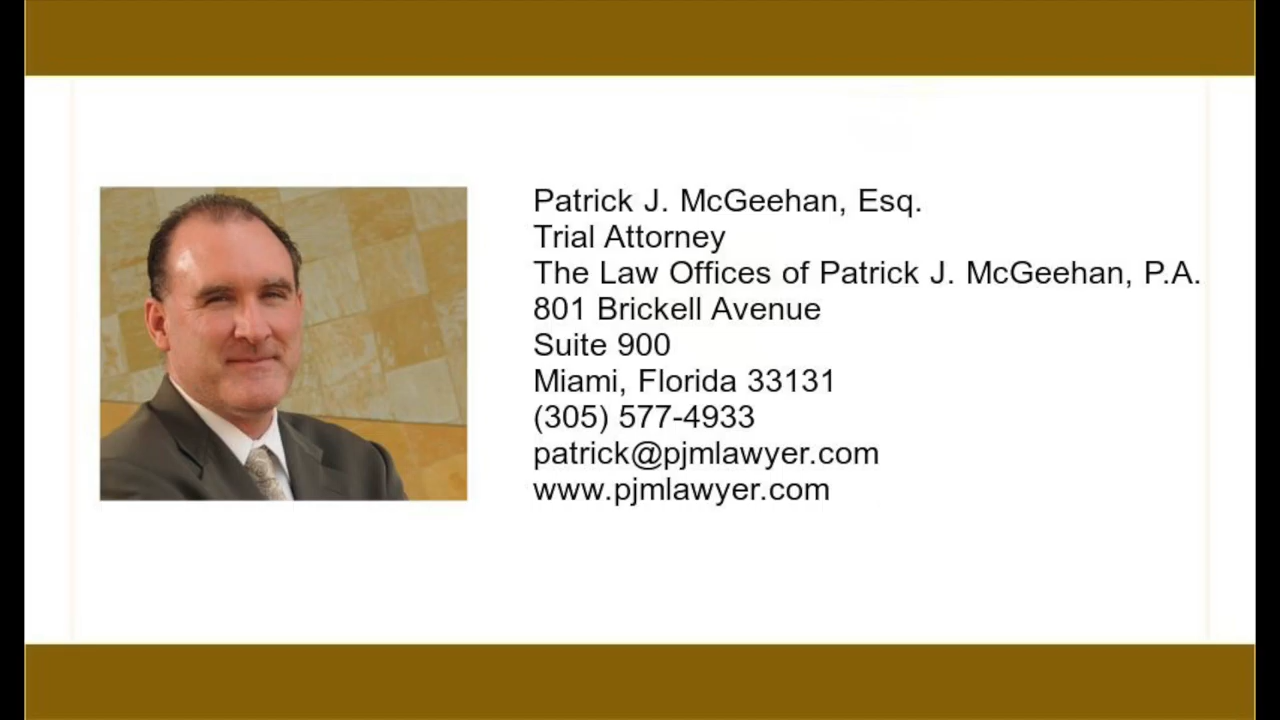 Patrick J. McGeehan, Esq.
Trial Attorney
The Law Offices of Patrick J. McGeehan, P.A.
801 Brickell Avenue
Suite 900
Miami, Florida 33131
(305) 577-4933
patrick@pjmlawyer.com
www.pjmlawyer.com